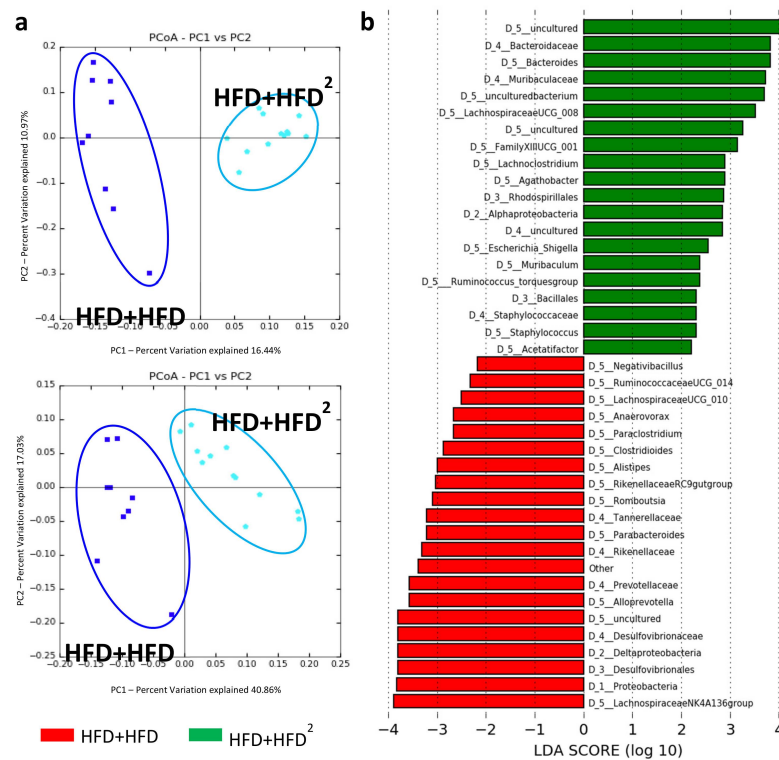 a
PCoA - PC1 vs PC2
0.2
0.1
0.0
−0.1
−0.2
−0.3
−0.4
PC2 – Percent Variation explained 10.97%
HFD+HFD²
HFD+HFD
−0.20
−0.15
−0.10
−0.05
0.00
0.05
0.10
0.15
0.20
PC1 – Percent Variation explained 16.44%
PCoA - PC1 vs PC2
0.15
0.10
0.05
0.00
−0.05
−0.10
−0.15
−0.20
−0.25
PC2 – Percent Variation explained 17.03%
HFD+HFD²
HFD+HFD
−0.20
−0.15
−0.10
−0.05
0.00
0.05
0.10
0.15
0.20
0.25
PC1 – Percent Variation explained 40.86%
HFD+HFD
HFD+HFD²
b
D_5__uncultured
D_4__Bacteroidaceae
D_5__Bacteroides
D_4__Muribaculaceae
D_5__unculturedbacterium
D_5__LachnospiraceaeUCG_008
D_5__uncultured
D_5__FamilyXIIIUCG_001
D_5__Lachnoclostridium
D_5__Agathobacter
D_3__Rhodospirillales
D_2__Alphaproteobacteria
D_4__uncultured
D_5__Escherichia_Shigella
D_5__Muribaculum
D_5___Ruminococcus_torquesgroup
D_3__Bacillales
D_4__Staphylococcaceae
D_5__Staphylococcus
D_5__Acetatifactor
D_5__Negativibacillus
D_5__RuminococcaceaeUCG_014
D_5__LachnospiraceaeUCG_010
D_5__Anaerovorax
D_5__Paraclostridium
D_5__Clostridioides
D_5__Alistipes
D_5__RikenellaceaeRC9gutgroup
D_5__Romboutsia
D_4__Tannerellaceae
D_5__Parabacteroides
D_4__Rikenellaceae
Other
D_4__Prevotellaceae
D_5__Alloprevotella
D_5__uncultured
D_4__Desulfovibrionaceae
D_2__Deltaproteobacteria
D_3__Desulfovibrionales
D_1__Proteobacteria
D_5__LachnospiraceaeNK4A136group
−4
−3
−2
−1
0
1
2
3
4
LDA SCORE (log 10)